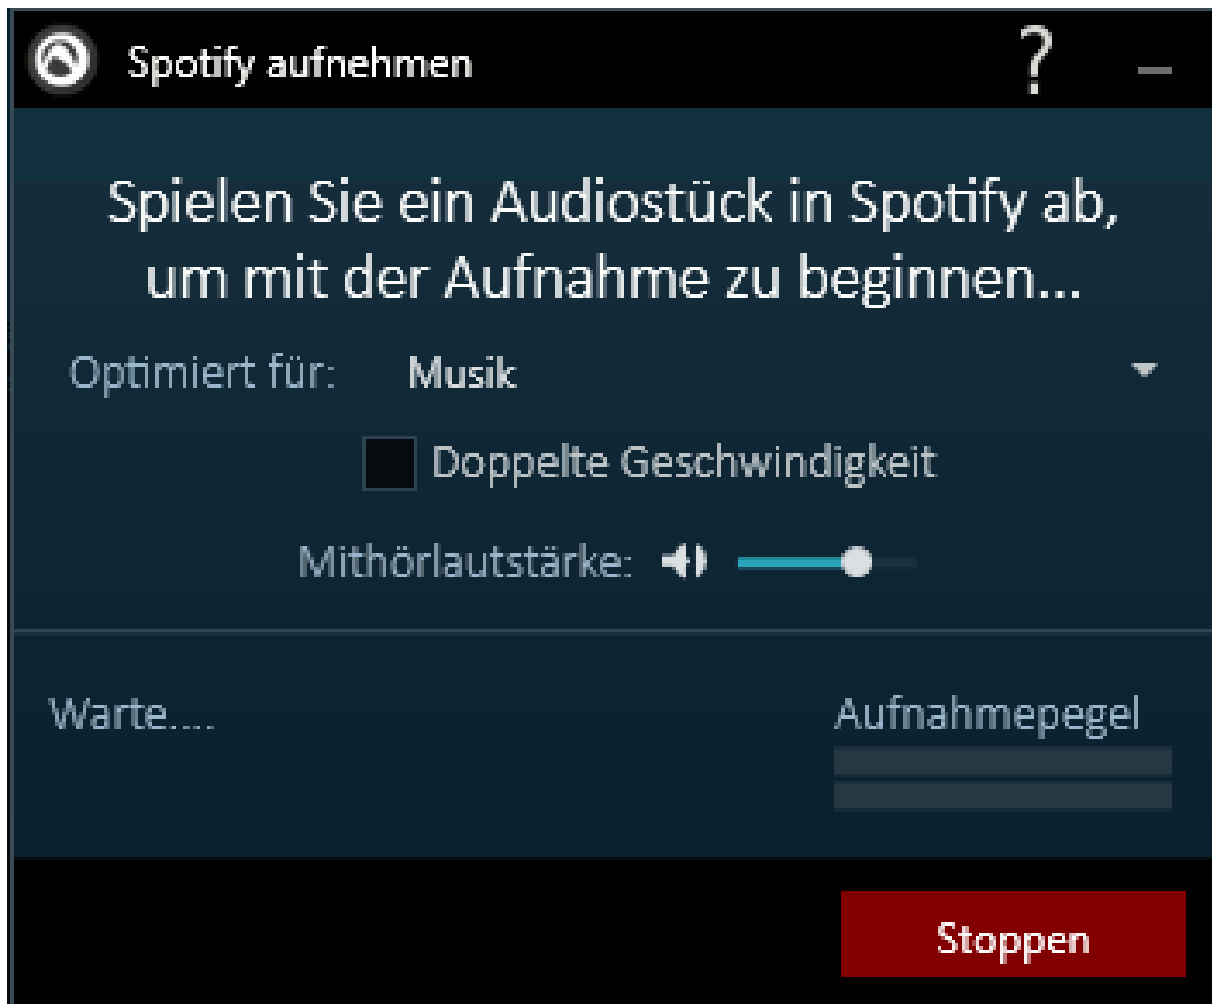 Spotify aufnehmen ?
Spielen Sie ein Audiostück in Spotify ab,
um mit der Aufnahme zu beginnen...
Optimiert für: Musik
Doppelte Geschwindigkeit
Mithörlautstärke:
Warte.... Aufnahmepegel
Stoppen